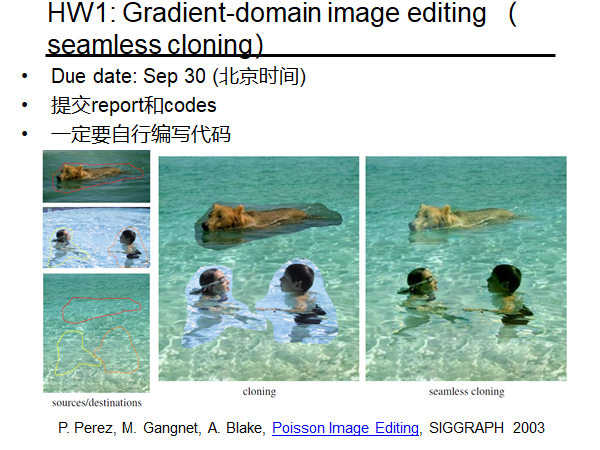 HW1: Gradient-domain image editing （
seamless cloning）
• Due date: Sep 30 (北京时间)
• 提交report和codes
• 一定要自行编写代码
sources/destinations
cloning
seamless cloning
P. Perez, M. Gangnet, A. Blake, Poisson Image Editing, SIGGRAPH 2003